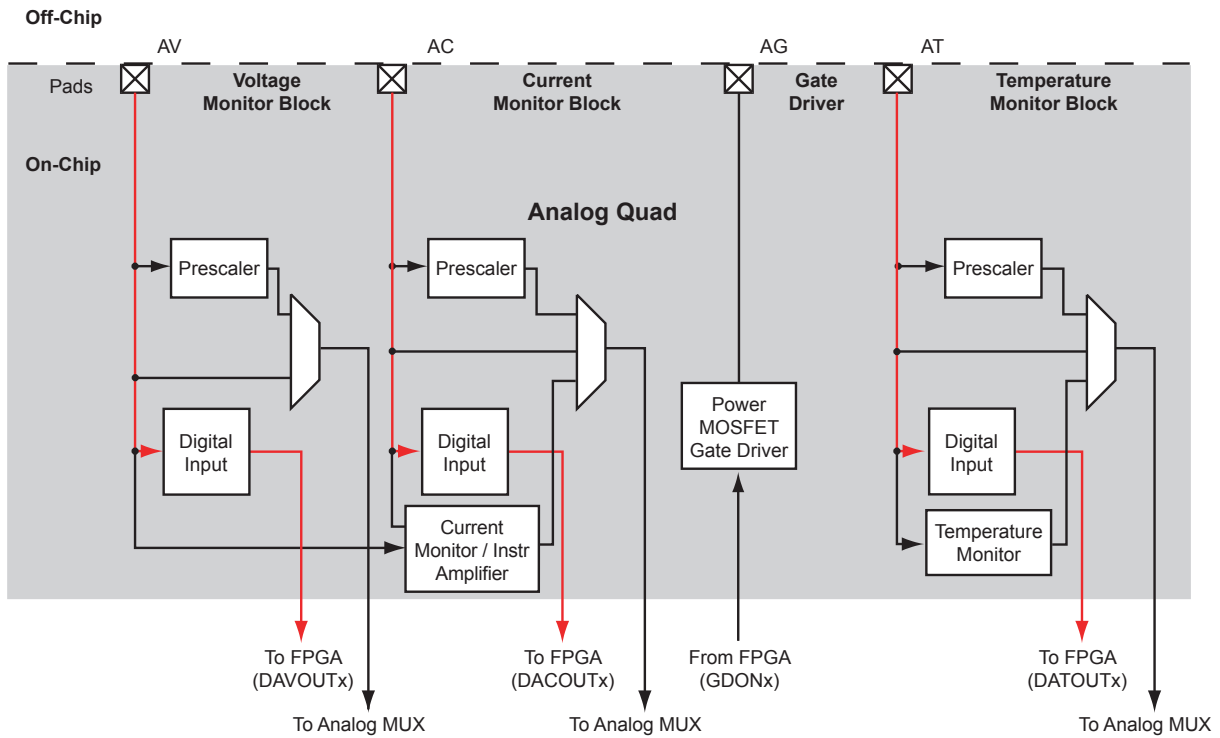 Off-Chip
AV
AC
AG
AT
Pads
Voltage
Monitor Block
Current
Monitor Block
Gate
Driver
Temperature
Monitor Block
On-Chip
Analog Quad
Prescaler
Prescaler
Prescaler
Power
MOSFET
Gate Driver
Digital
Input
Digital
Input
Digital
Input
Current
Monitor / Instr
Amplifier
Temperature
Monitor
To FPGA
(DAVOUTx)
To FPGA
(DACOUTx)
From FPGA
(GDONx)
To FPGA
(DATOUTx)
To Analog MUX
To Analog MUX
To Analog MUX